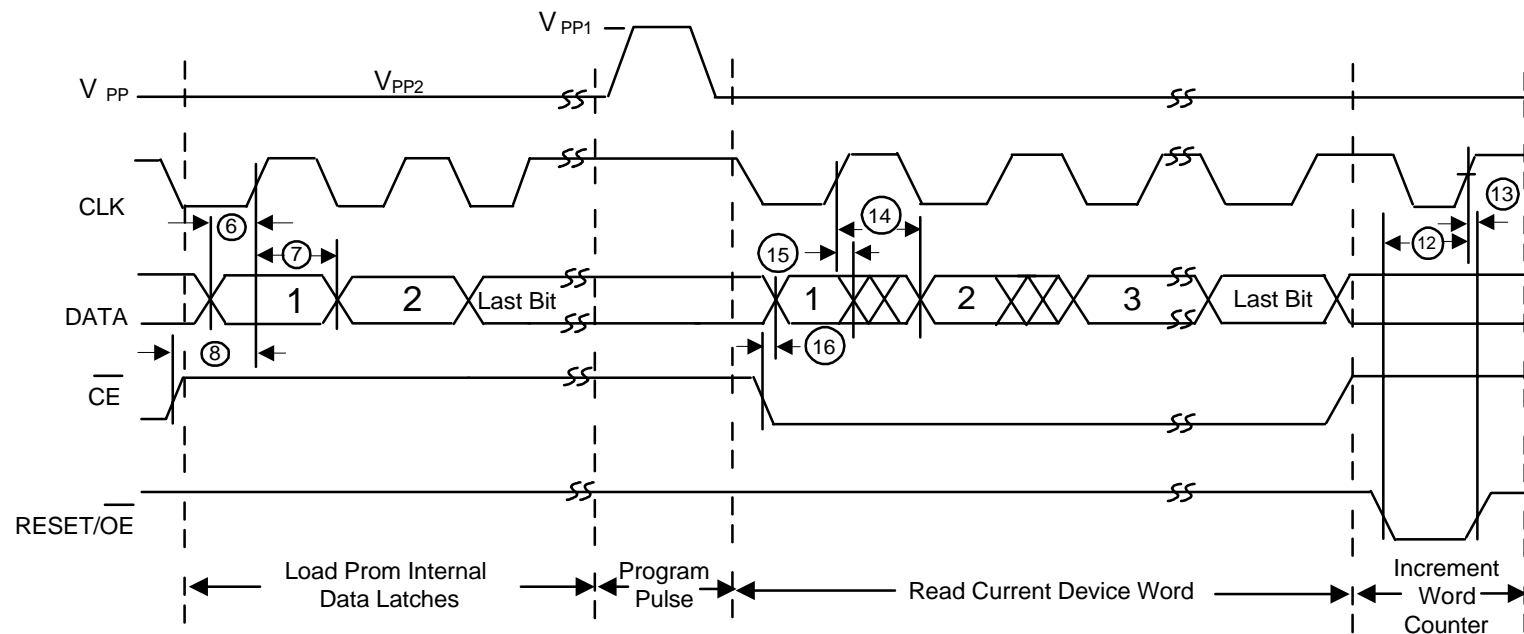 V PP1
V PP
V PP2
CLK
6
7
13
14
12
15
DATA
1
2
Last Bit
1
2
3
Last Bit
8
16
CE
RESET/OE
Load Prom Internal
Data Latches
Program
Pulse
Read Current Device Word
Increment
Word
Counter